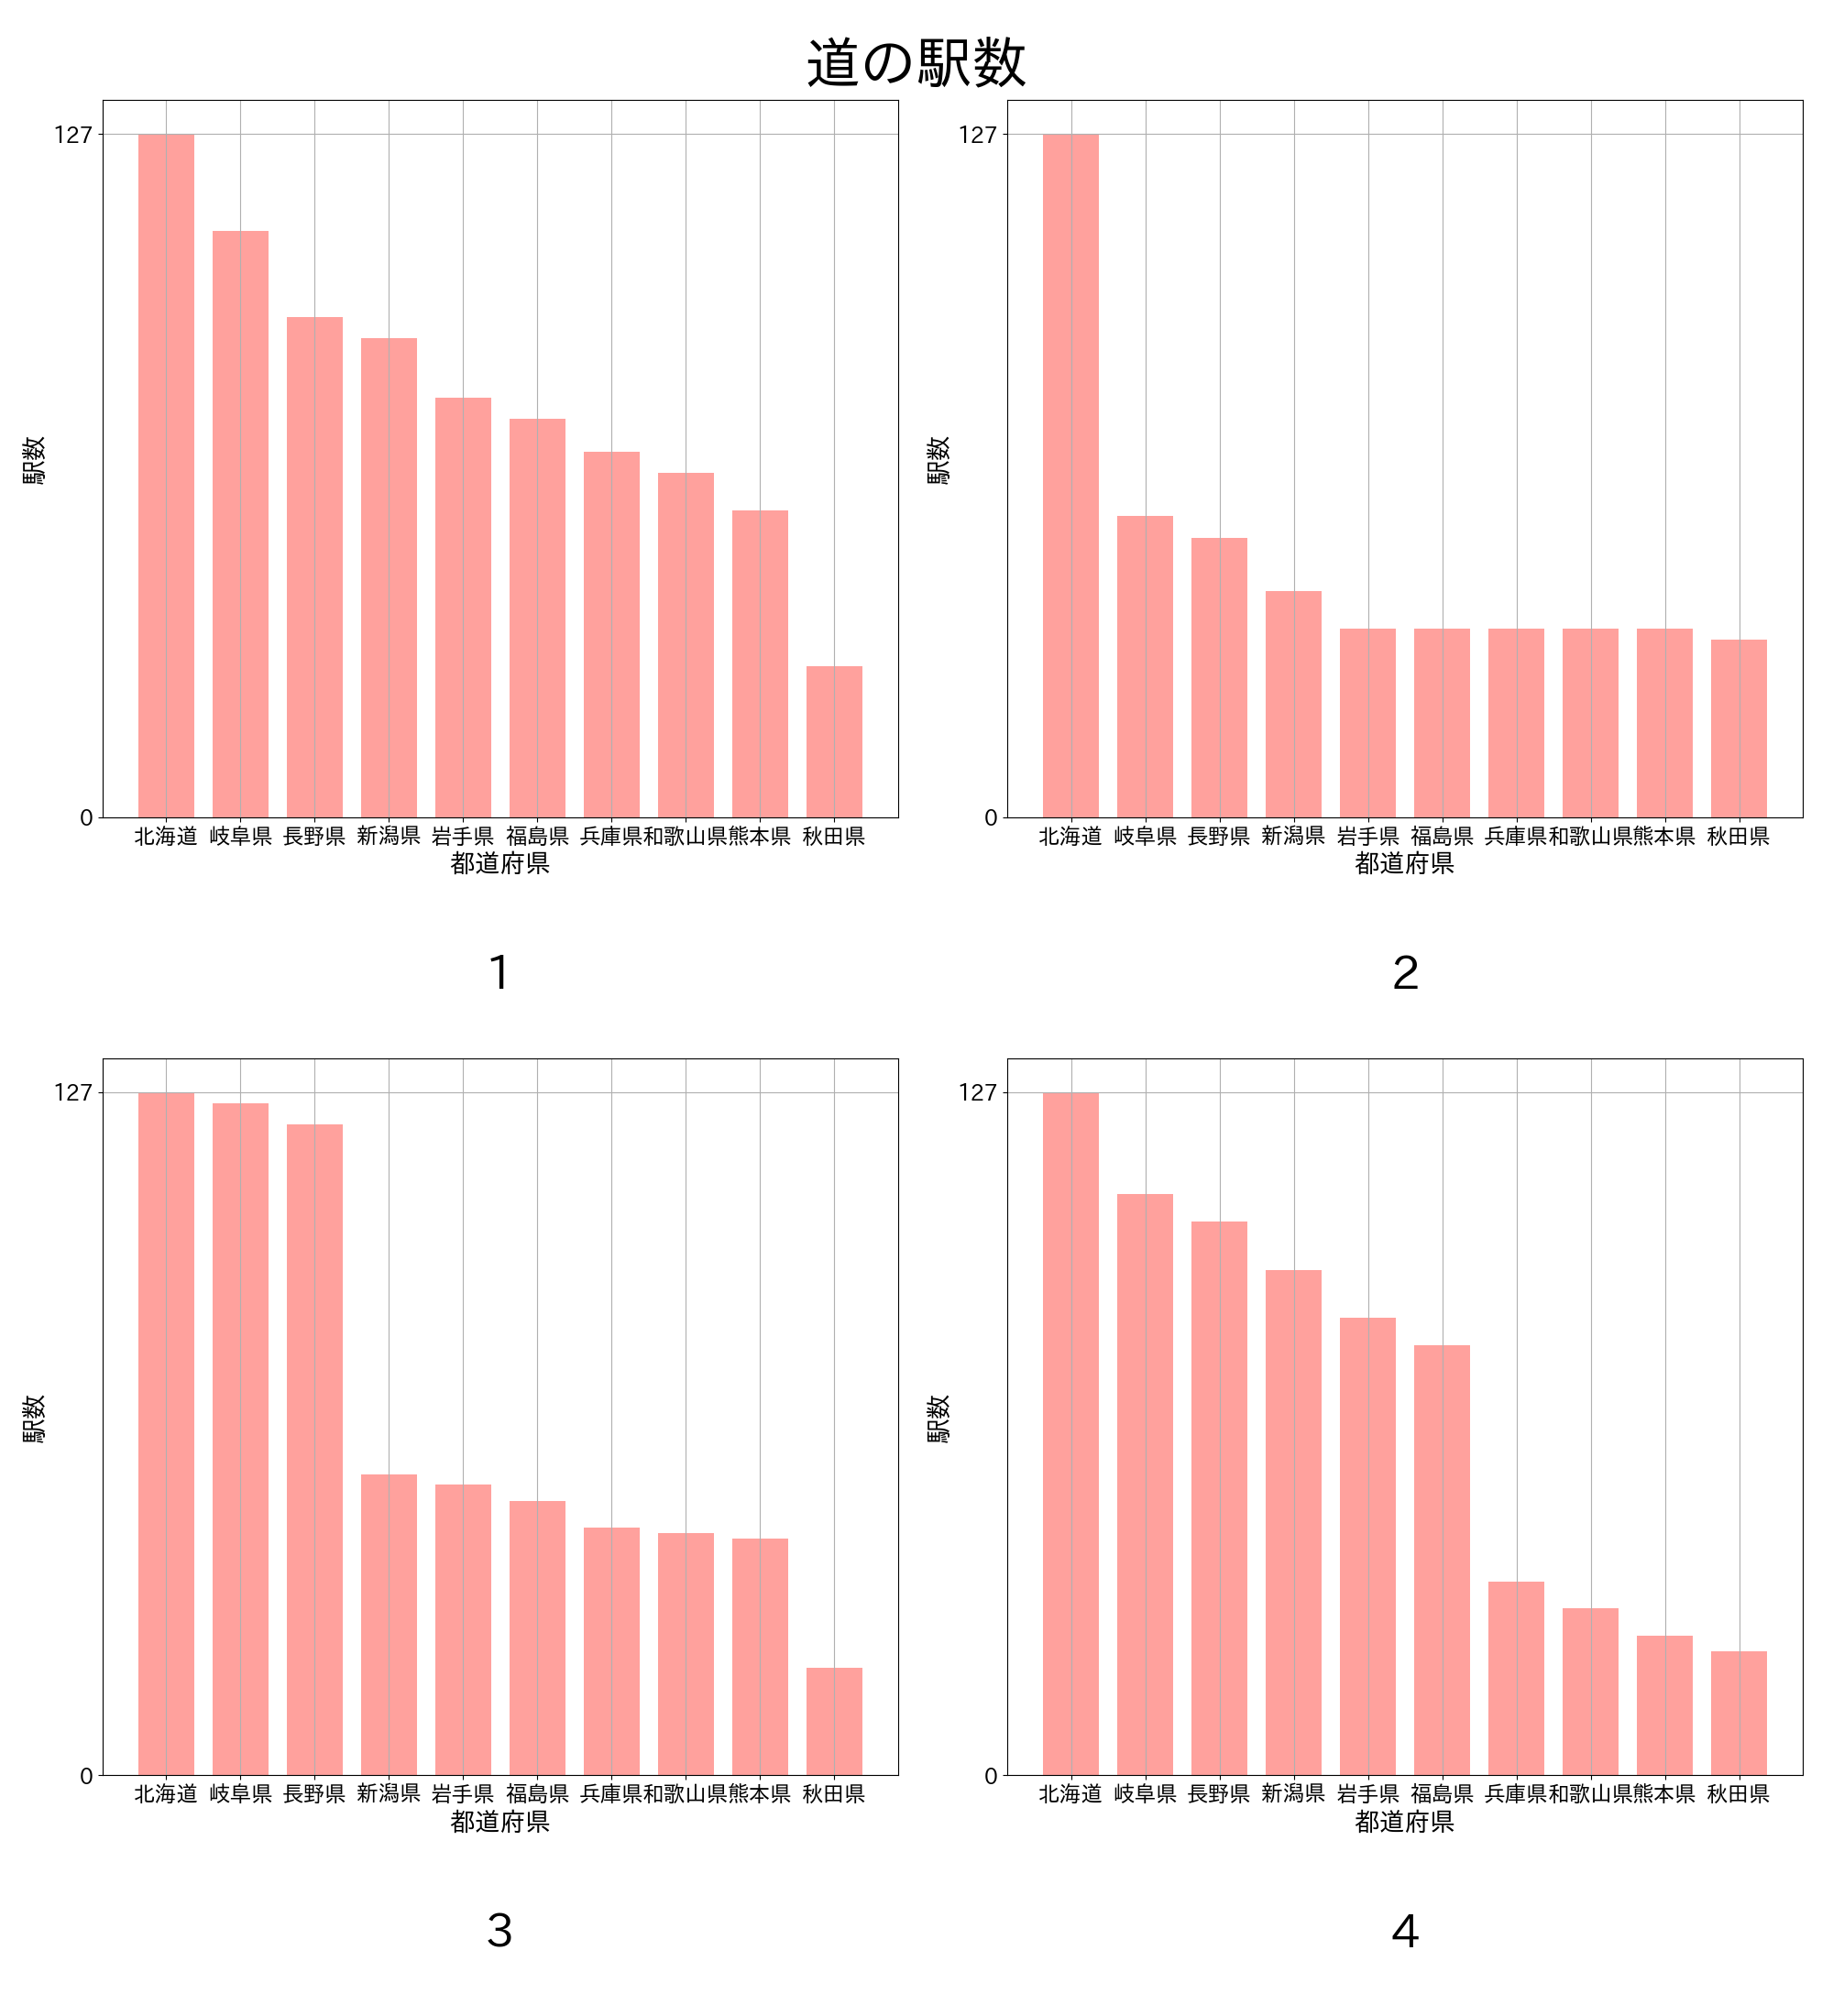 道の駅数
127
0
駅数
北海道 岐阜県 長野県 新潟県 岩手県 福島県 兵庫県 和歌山県 熊本県 秋田県
都道府県
1
127
0
駅数
北海道 岐阜県 長野県 新潟県 岩手県 福島県 兵庫県 和歌山県 熊本県 秋田県
都道府県
2
127
0
駅数
北海道 岐阜県 長野県 新潟県 岩手県 福島県 兵庫県 和歌山県 熊本県 秋田県
都道府県
3
127
0
駅数
北海道 岐阜県 長野県 新潟県 岩手県 福島県 兵庫県 和歌山県 熊本県 秋田県
都道府県
4